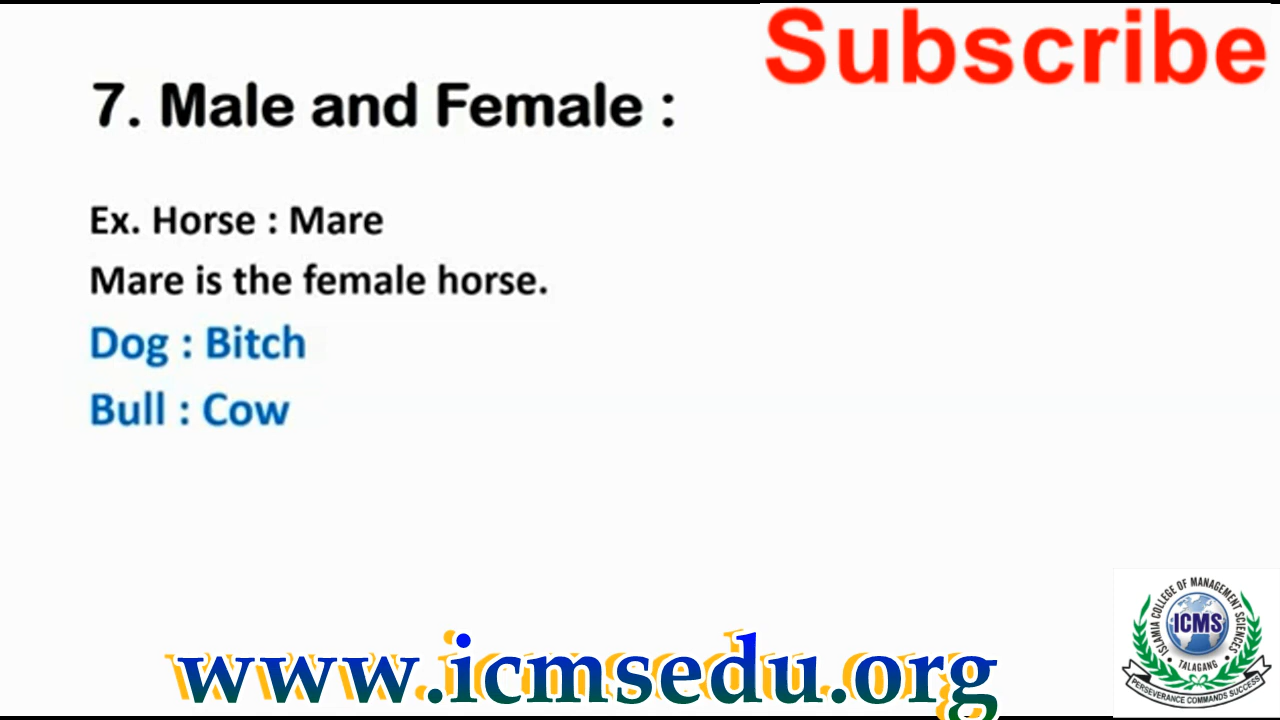 Subscribe
7. Male and Female :
Ex. Horse : Mare
Mare is the female horse.
Dog : Bitch
Bull : Cow
www.icmsedu.org
ISLAMIA COLLEGE OF MANAGEMENT SCIENCES
ICMS
TALAGANG
PERSEVERANCE COMMANDS SUCCESS